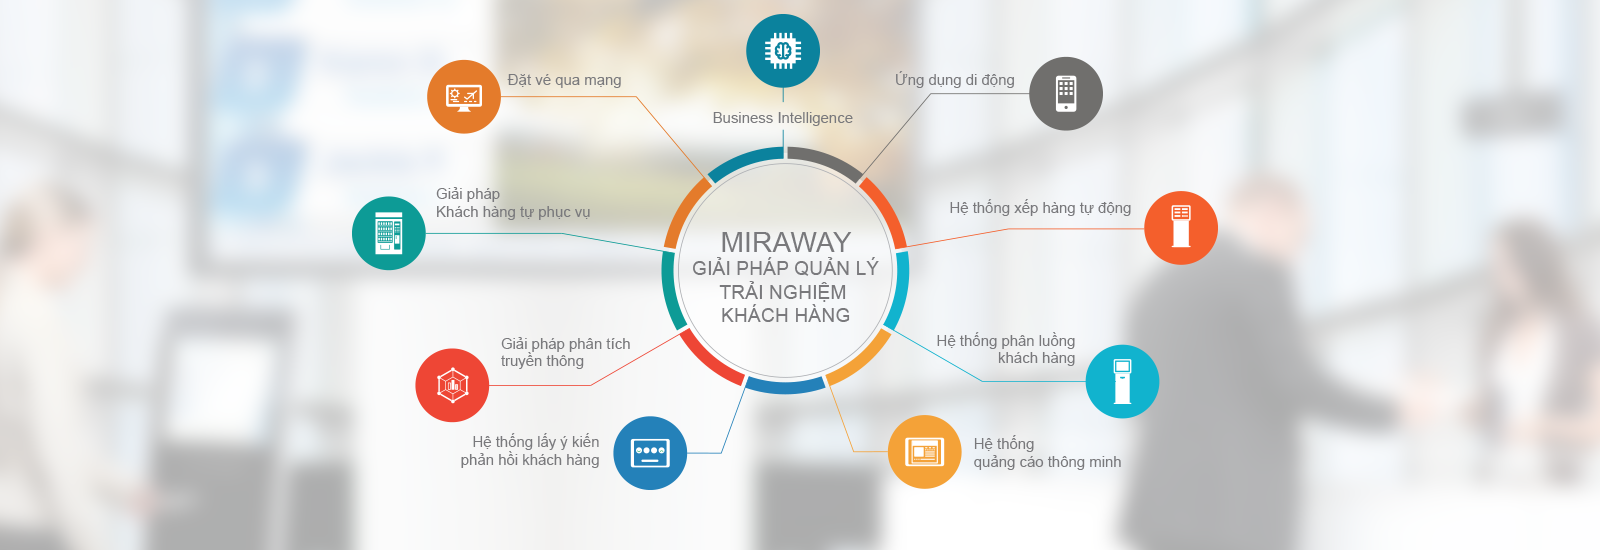 Business Intelligence
Đặt vé qua mạng
Ứng dụng di động
Giải pháp
Khách hàng tự phục vụ
Hệ thống xếp hàng tự động
MIRAWAY
GIẢI PHÁP QUẢN LÝ
TRẢI NGHIỆM
KHÁCH HÀNG
Giải pháp phân tích
truyền thông
Hệ thống phân luồng
khách hàng
Hệ thống lấy ý kiến
phản hồi khách hàng
Hệ thống
quảng cáo thông minh